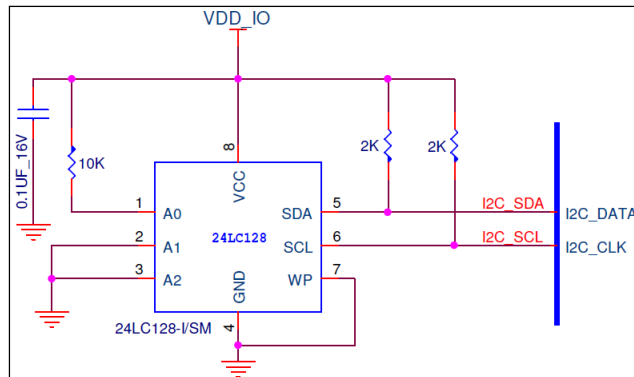 VDD_IO
0.1UF_16V
10K
2K
2K
8
VCC
1
A0
SDA
5
I2C_SDA
I2C_DATA
2
A1
24LC128
SCL
6
I2C_SCL
I2C_CLK
3
A2
WP
7
GND
4
24LC128-I/SM